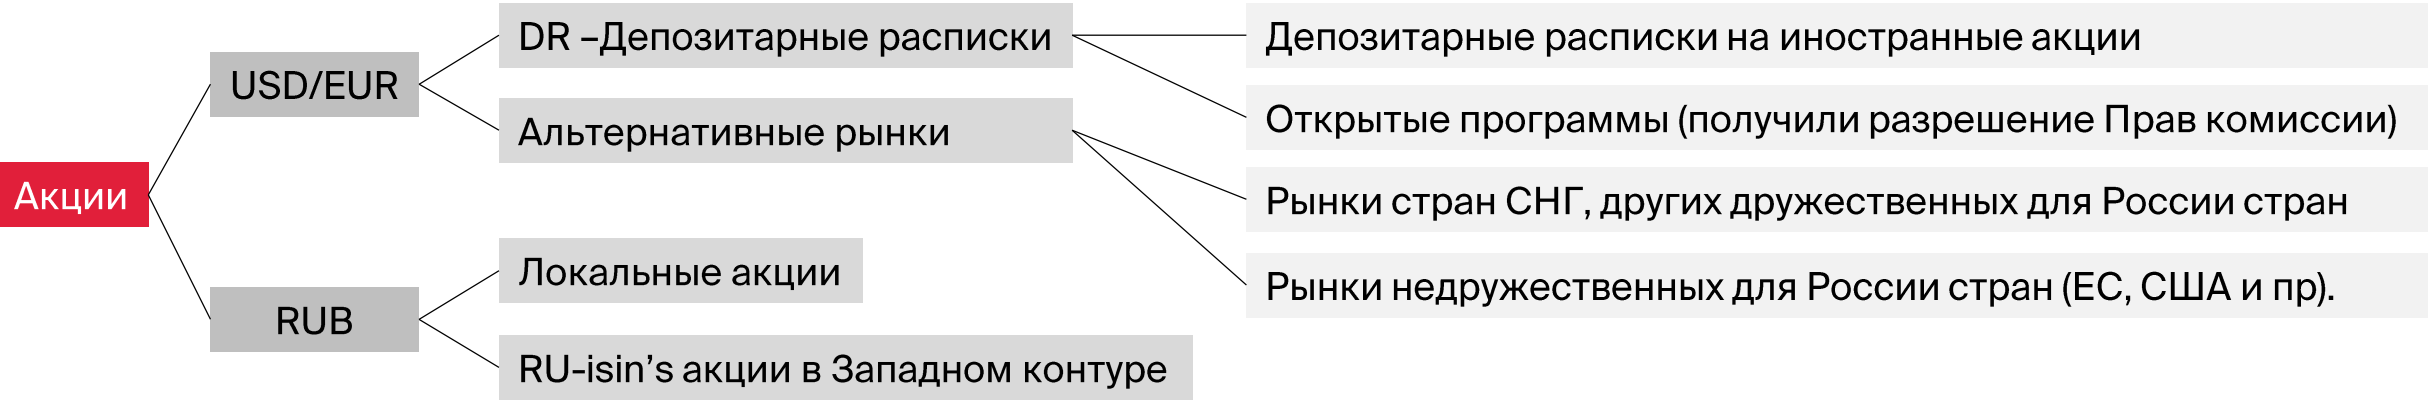 Акции
USD/EUR
DR –Депозитарные расписки
Депозитарные расписки на иностранные акции
Открытые программы (получили разрешение Прав комиссии)
Альтернативные рынки
Рынки стран СНГ, других дружественных для России стран
Рынки недружественных для России стран (ЕС, США и пр).
RUB
Локальные акции
RU-isin’s акции в Западном контуре